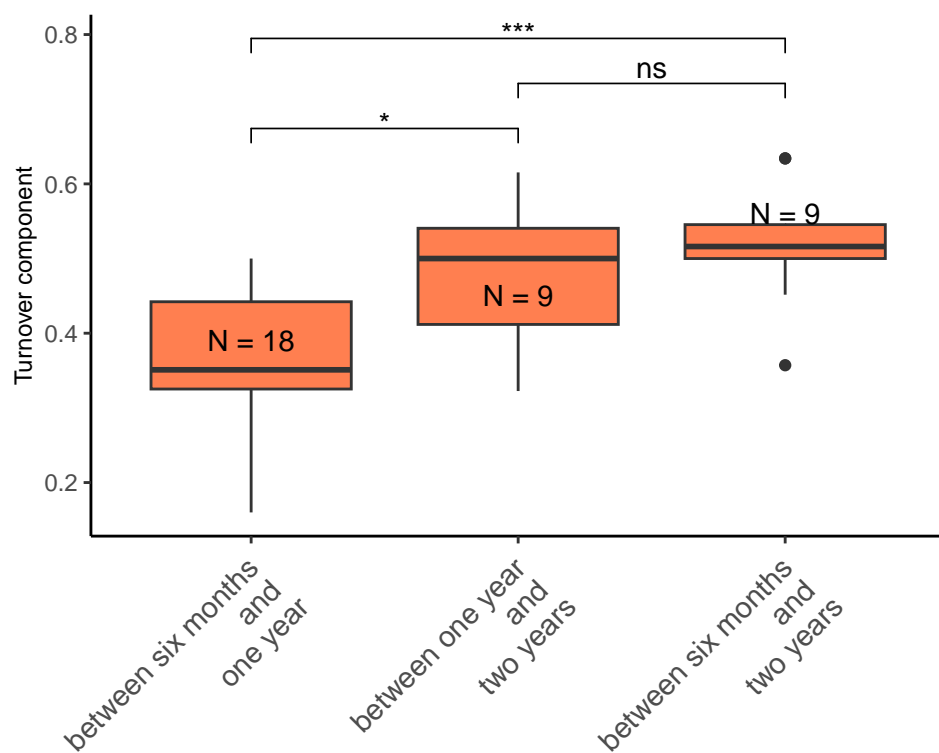 0.8
***
ns
*
0.6
N = 9
N = 9
N = 18
0.4
0.2
Turnover component
between six months
and
one year
between one year
and
two years
between six months
and
two years